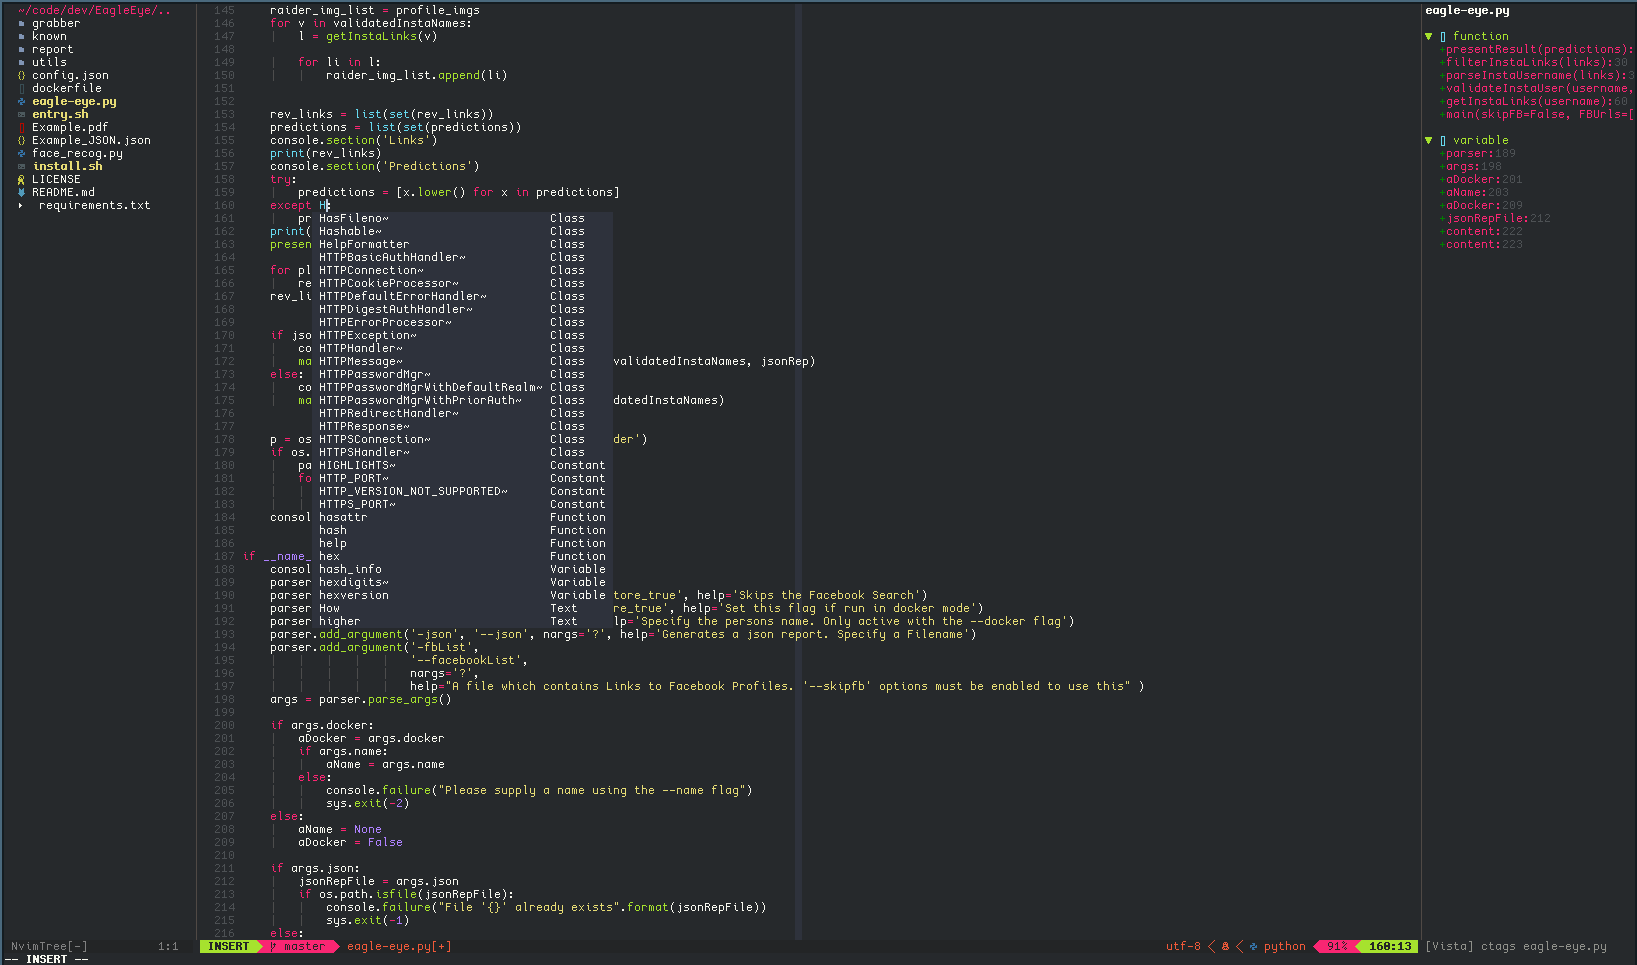 ~/code/dev/EagleEye/..
grabber
known
report
utils
{} config.json
dockerfile
eagle-eye.py
entry.sh
Example.pdf
{} Example_JSON.json
face_recog.py
install.sh
LICENSE
README.md
requirements.txt
145 raider_img_list = profile_imgs
146 for v in validatedInstaNames:
147 l = getInstaLinks(v)
148
149 for li in l:
150 raider_img_list.append(li)
151
152
153 rev_links = list(set(rev_links))
154 predictions = list(set(predictions))
155 console.section('Links')
156 print(rev_links)
157 console.section('Predictions')
158 try:
159 predictions = [x.lower() for x in predictions]
160 except H:
161 pr HasFileno~ Class
162 print( Hashable~ Class
163 presen HelpFormatter Class
164 HTTPBasicAuthHandler~ Class
165 for pl HTTPConnection~ Class
166 re HTTPCookieProcessor~ Class
167 rev_li HTTPDefaultErrorHandler~ Class
168 HTTPDigestAuthHandler~ Class
169 HTTPErrorProcessor~ Class
170 if jso HTTPException~ Class
171 co HTTPHandler~ Class
172 ma HTTPMessage~ Class validatedInstaNames, jsonRep)
173 else: HTTPPasswordMgr~ Class
174 co HTTPPasswordMgrWithDefaultRealm~ Class
175 ma HTTPPasswordMgrWithPriorAuth~ Class datedInstaNames)
176 HTTPRedirectHandler~ Class
177 HTTPResponse~ Class
178 p = os HTTPSConnection~ Class der')
179 if os. HTTPSHandler~ Class
180 pa HIGHLIGHTS~ Constant
181 fo HTTP_PORT~ Constant
182 HTTP_VERSION_NOT_SUPPORTED~ Constant
183 HTTPS_PORT~ Constant
184 consol hasattr Function
185 hash Function
186 help Function
187 if __name_ hex Function
188 consol hash_info Variable
189 parser hexdigits~ Variable
190 parser hexversion Variable tore_true', help='Skips the Facebook Search')
191 parser How Text re_true', help='Set this flag if run in docker mode')
192 parser higher Text lp='Specify the persons name. Only active with the --docker flag')
193 parser.add_argument('-json', '--json', nargs='?', help='Generates a json report. Specify a Filename')
194 parser.add_argument('-fbList',
195 '--facebookList',
196 nargs='?',
197 help="A file which contains Links to Facebook Profiles. '--skipfb' options must be enabled to use this" )
198 args = parser.parse_args()
199
200 if args.docker:
201 aDocker = args.docker
202 if args.name:
203 aName = args.name
204 else:
205 console.failure("Please supply a name using the --name flag")
206 sys.exit(-2)
207 else:
208 aName = None
209 aDocker = False
210
211 if args.json:
212 jsonRepFile = args.json
213 if os.path.isfile(jsonRepFile):
214 console.failure("File '{}' already exists".format(jsonRepFile))
215 sys.exit(-1)
216 else:
eagle-eye.py
▼ [] function
+presentResult(predictions):
+filterInstaLinks(links):30
+parseInstaUsername(links):3
+validateInstaUser(username,
+getInstaLinks(username):60
+main(skipFB=False, FBUrls=[
▼ [] variable
+parser:189
+args:198
+aDocker:201
+aName:203
+aDocker:209
+jsonRepFile:212
+content:222
+content:223
NvimTree[-] 1:1 INSERT master eagle-eye.py[+] utf-8 python 91% 160:13 [Vista] ctags eagle-eye.py
-- INSERT --